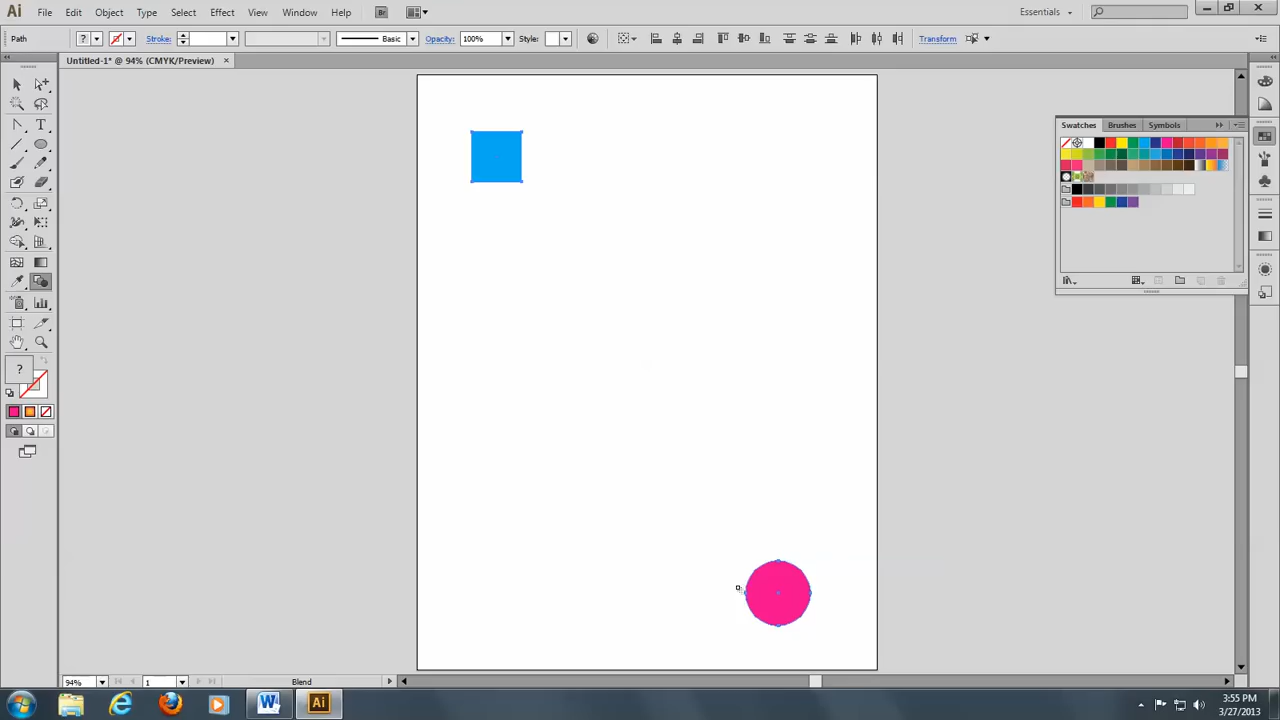 Ai File Edit Object Type Select Effect View Window Help Br Essentials
Path ? Stroke: Basic Opacity: 100% Style: Transform
Untitled-1* @ 94% (CMYK/Preview) ×
Swatches Brushes Symbols
T
?
94% 1 Blend
W Ai 3:55 PM
3/27/2013